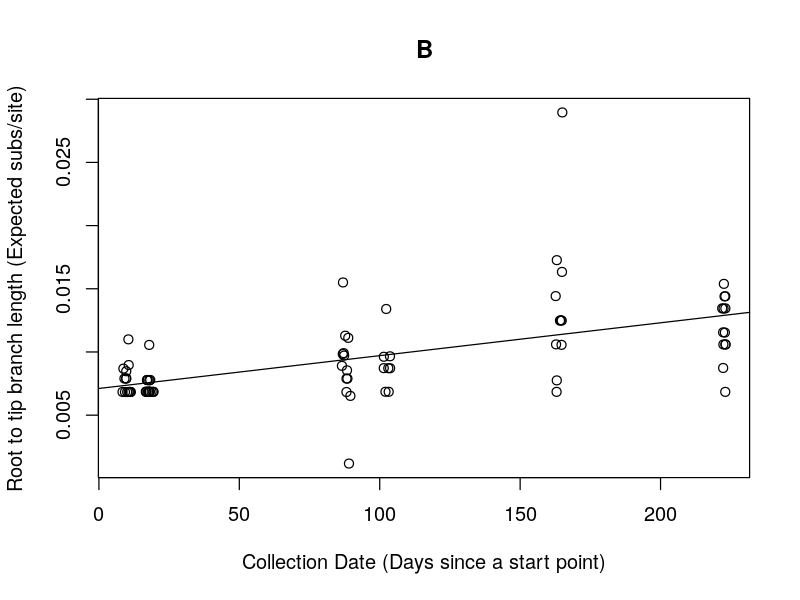 B
Root to tip branch length (Expected subs/site)
0.025
0.015
0.005
0 50 100 150 200
Collection Date (Days since a start point)